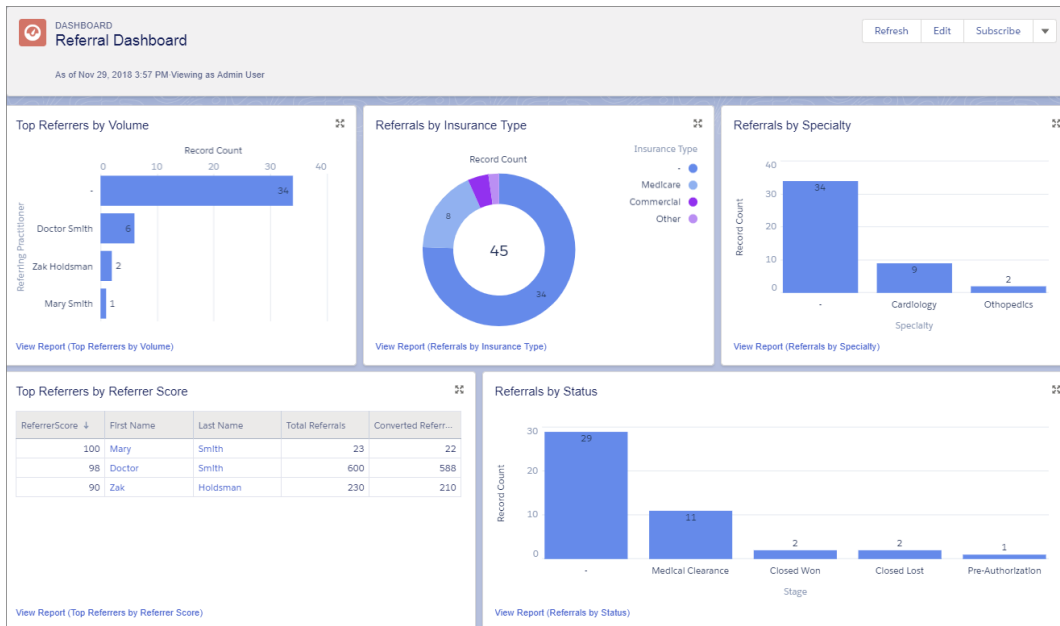 DASHBOARD
Referral Dashboard
Refresh
Edit
Subscribe
As of Nov 29, 2018 3:57 PM·Viewing as Admin User
Top Referrers by Volume
Record Count
0 10 20 30 40
Referring Practitioner
- 34
Doctor Smith 6
Zak Holdsman 2
Mary Smith 1
View Report (Top Referrers by Volume)
Referrals by Insurance Type
Record Count
Insurance Type
-
Medicare
Commercial
Other
8
45
34
View Report (Referrals by Insurance Type)
Referrals by Specialty
Record Count
40
30
20
10
0
34
9
2
- Cardiology Othopedics
Specialty
View Report (Referrals by Specialty)
Top Referrers by Referrer Score
ReferrerScore ↓ First Name Last Name Total Referrals Converted Referr...
100 Mary Smith 23 22
98 Doctor Smith 600 588
90 Zak Holdsman 230 210
View Report (Top Referrers by Referrer Score)
Referrals by Status
Record Count
30
20
10
0
29
11
2
2
1
- Medical Clearance Closed Won Closed Lost Pre-Authorization
Stage
View Report (Referrals by Status)